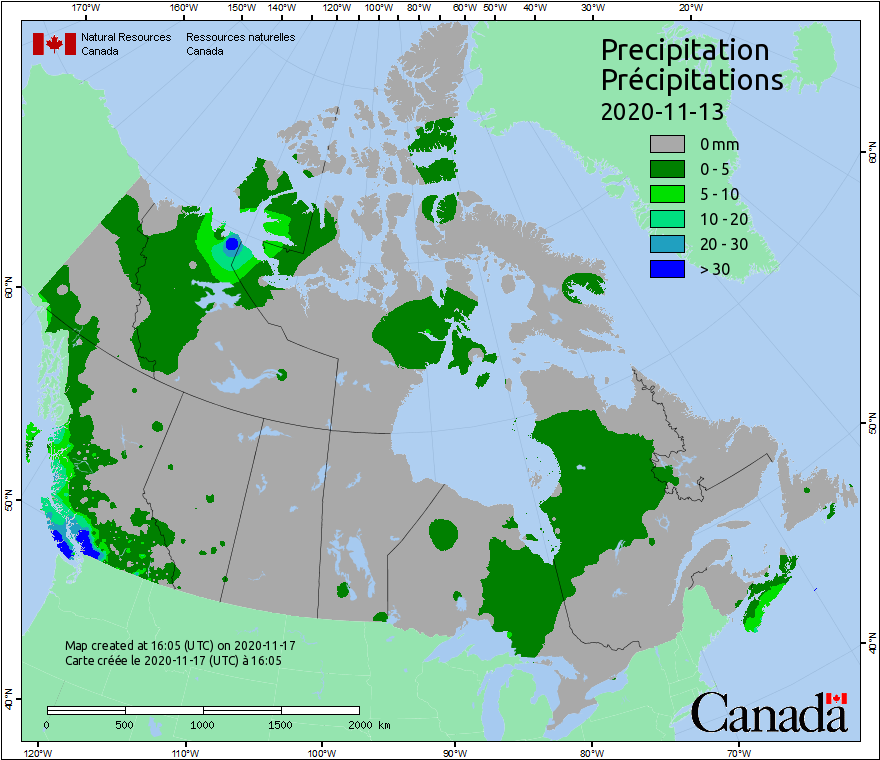 170°W 160°W 150°W 140°W 120°W 100°W 80°W 60°W 50°W 40°W 30°W 20°W
Natural Resources Ressources naturelles
Canada Canada
Precipitation
Précipitations
2020-11-13
0 mm
0 - 5
5 - 10
10 - 20
20 - 30
> 30
60°N
60°N
50°N
50°N
40°N
40°N
Map created at 16:05 (UTC) on 2020-11-17
Carte créée le 2020-11-17 (UTC) à 16:05
0 500 1000 1500 2000 km
Canada
120°W 110°W 100°W 90°W 80°W 70°W